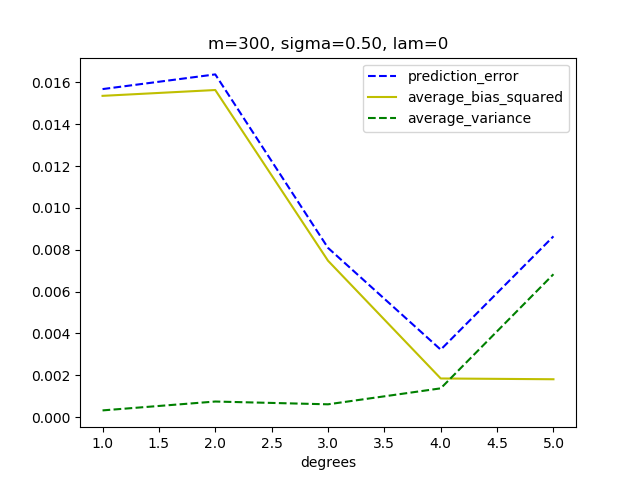 m=300, sigma=0.50, lam=0
prediction_error
average_bias_squared
average_variance
0.016
0.014
0.012
0.010
0.008
0.006
0.004
0.002
0.000
1.0 1.5 2.0 2.5 3.0 3.5 4.0 4.5 5.0
degrees